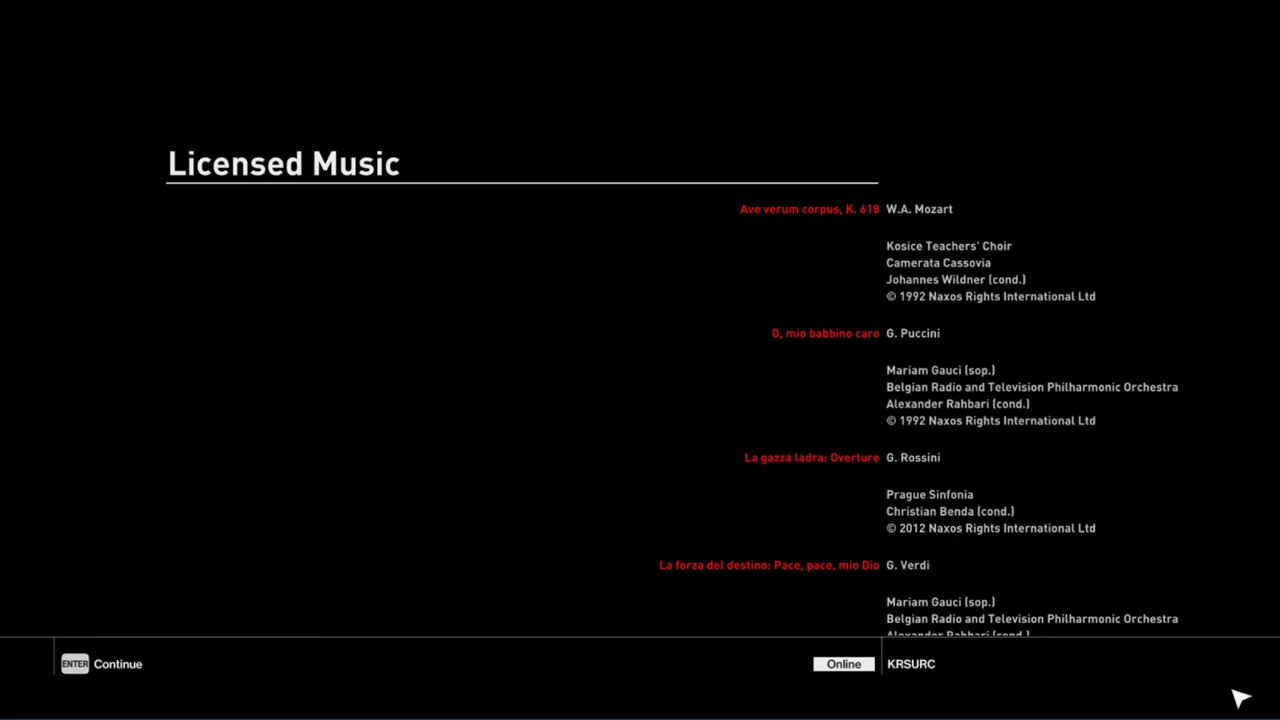 Licensed Music
Ave verum corpus, K. 618 W.A. Mozart
Kosice Teachers' Choir
Camerata Cassovia
Johannes Wildner (cond.)
© 1992 Naxos Rights International Ltd
O, mio babbino caro G. Puccini
Mariam Gauci (sop.)
Belgian Radio and Television Philharmonic Orchestra
Alexander Rahbari (cond.)
© 1992 Naxos Rights International Ltd
La gazza ladra: Overture G. Rossini
Prague Sinfonia
Christian Benda (cond.)
© 2012 Naxos Rights International Ltd
La forza del destino: Pace, pace, mio Dio G. Verdi
Mariam Gauci (sop.)
Belgian Radio and Television Philharmonic Orchestra
Alexander Rahbari (cond.)
ENTER Continue Online KRSURC